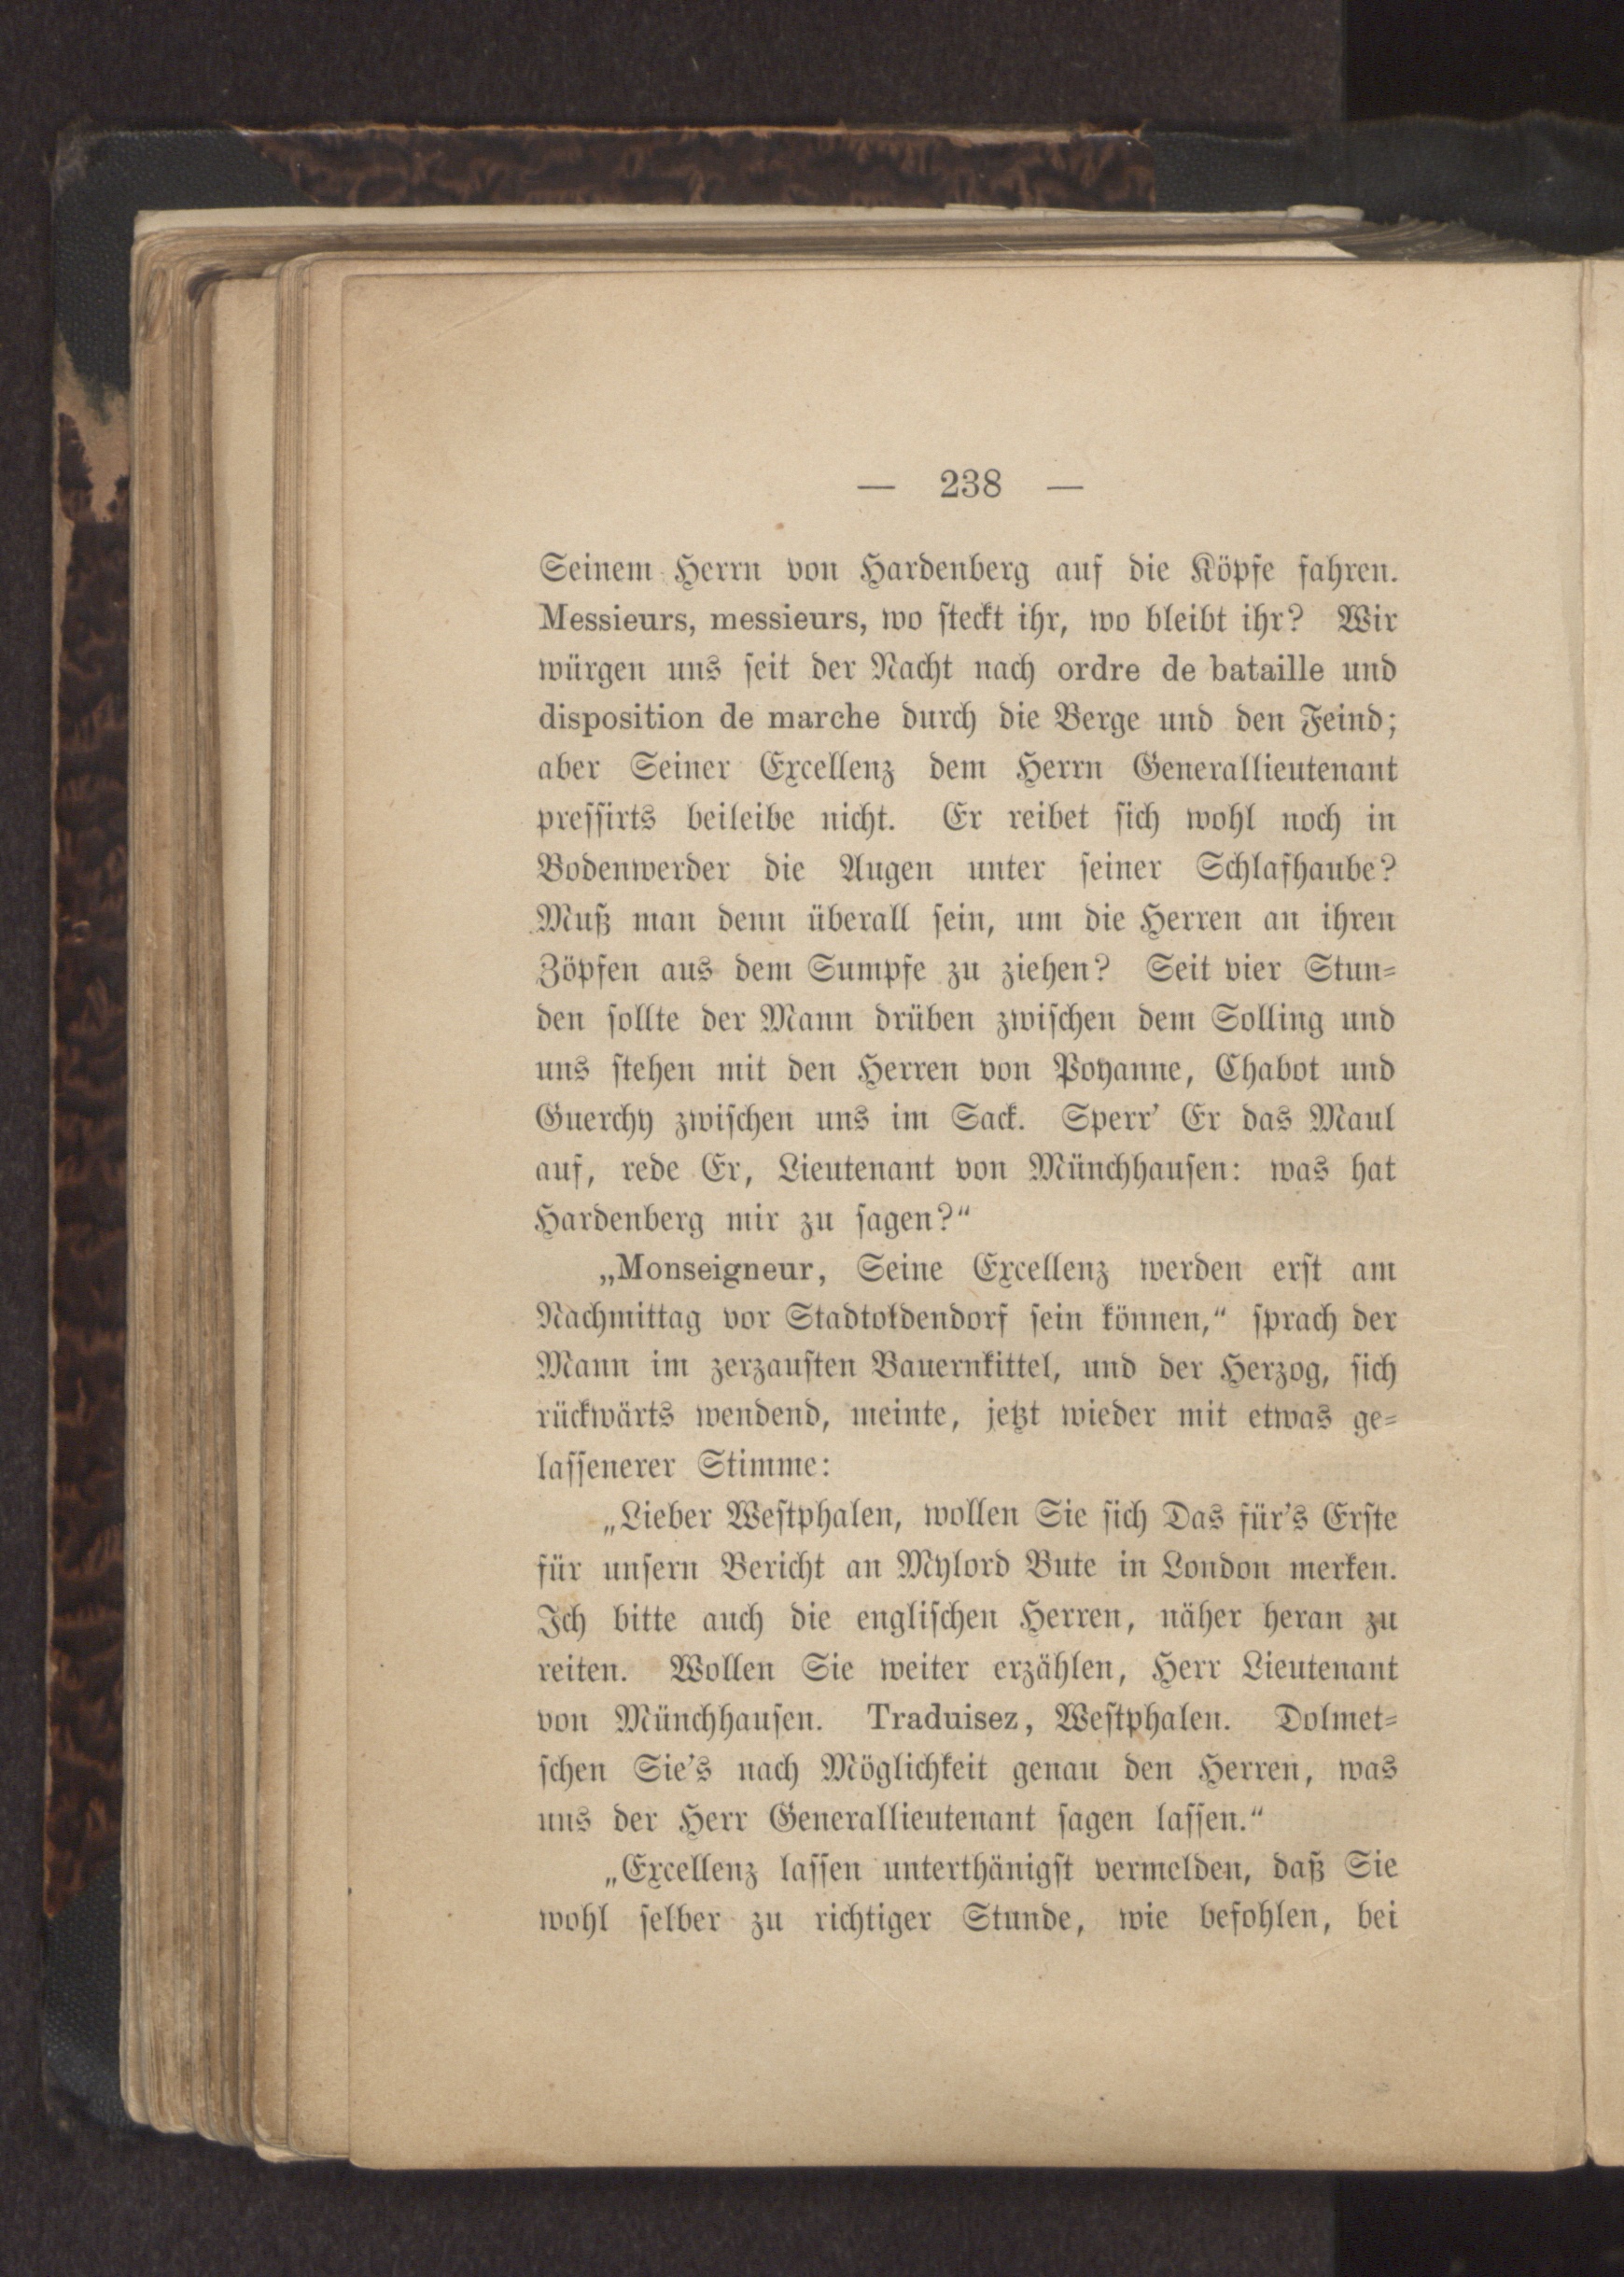 — 238 —
Seinem Herrn von Hardenberg auf die Köpfe fahren.
Messieurs, messieurs, wo steckt ihr, wo bleibt ihr? Wir
würgen uns seit der Nacht nach ordre de bataille und
disposition de marche durch die Berge und den Feind;
aber Seiner Excellenz dem Herrn Generallieutenant
pressirts beileibe nicht. Er reibet sich wohl noch in
Bodenwerder die Augen unter seiner Schlafhaube?
Muß man denn überall sein, um die Herren an ihren
Zöpfen aus dem Sumpfe zu ziehen? Seit vier Stun-
den sollte der Mann drüben zwischen dem Solling und
uns stehen mit den Herren von Poyanne, Chabot und
Guerchy zwischen uns im Sack. Sperr' Er das Maul
auf, rede Er, Lieutenant von Münchhausen: was hat
Hardenberg mir zu sagen?“
„Monseigneur, Seine Excellenz werden erst am
Nachmittag vor Stadtoldendorf sein können,“ sprach der
Mann im zerzausten Bauernkittel, und der Herzog, sich
rückwärts wendend, meinte, jetzt wieder mit etwas ge-
lassenerer Stimme:
„Lieber Westphalen, wollen Sie sich Das für's Erste
für unsern Bericht an Mylord Bute in London merken.
Ich bitte auch die englischen Herren, näher heran zu
reiten. Wollen Sie weiter erzählen, Herr Lieutenant
von Münchhausen. Traduisez, Westphalen. Dolmet-
schen Sie's nach Möglichkeit genau den Herren, was
uns der Herr Generallieutenant sagen lassen.“
„Excellenz lassen unterthänigst vermelden, daß Sie
wohl selber zu richtiger Stunde, wie befohlen, bei